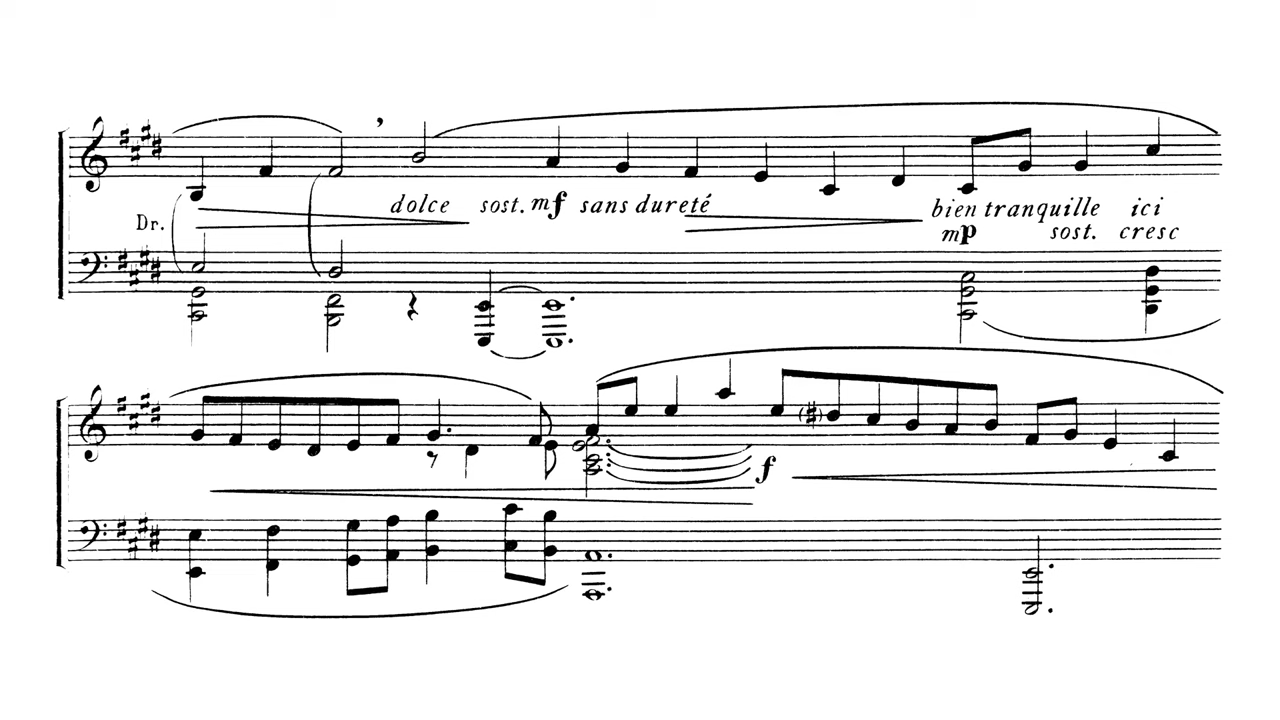 dolce sost. mf sans dureté
Dr.
bien tranquille ici
mp sost. cresc
f